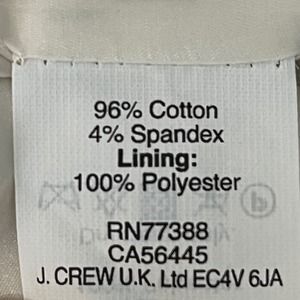 96% Cotton
4% Spandex
Lining:
100% Polyester
RN77388
CA56445
J. CREW U.K. Ltd EC4V 6JA